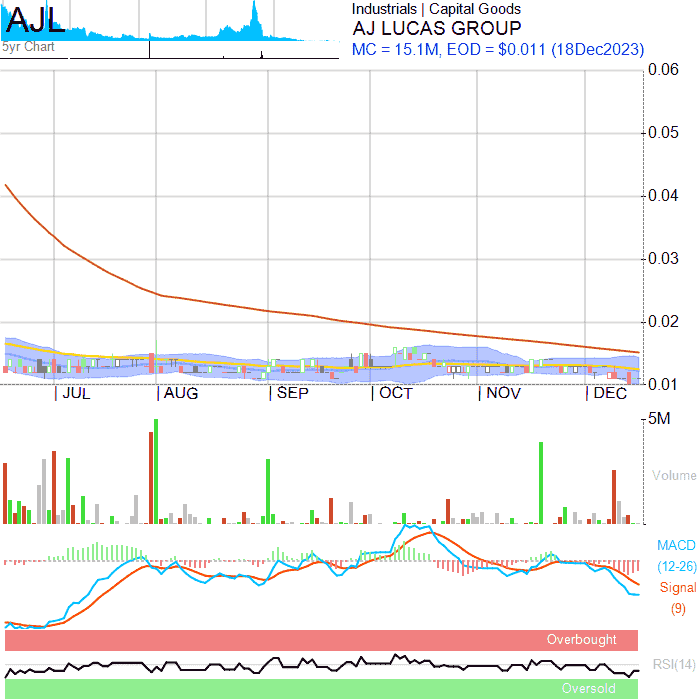 AJL
5yr Chart
Industrials | Capital Goods
AJ LUCAS GROUP
MC = 15.1M, EOD = $0.011 (18Dec2023)
0.06
0.05
0.04
0.03
0.02
0.01
JUL AUG SEP OCT NOV DEC
5M
Volume
MACD
(12-26)
Signal
(9)
Overbought
RSI(14)
Oversold